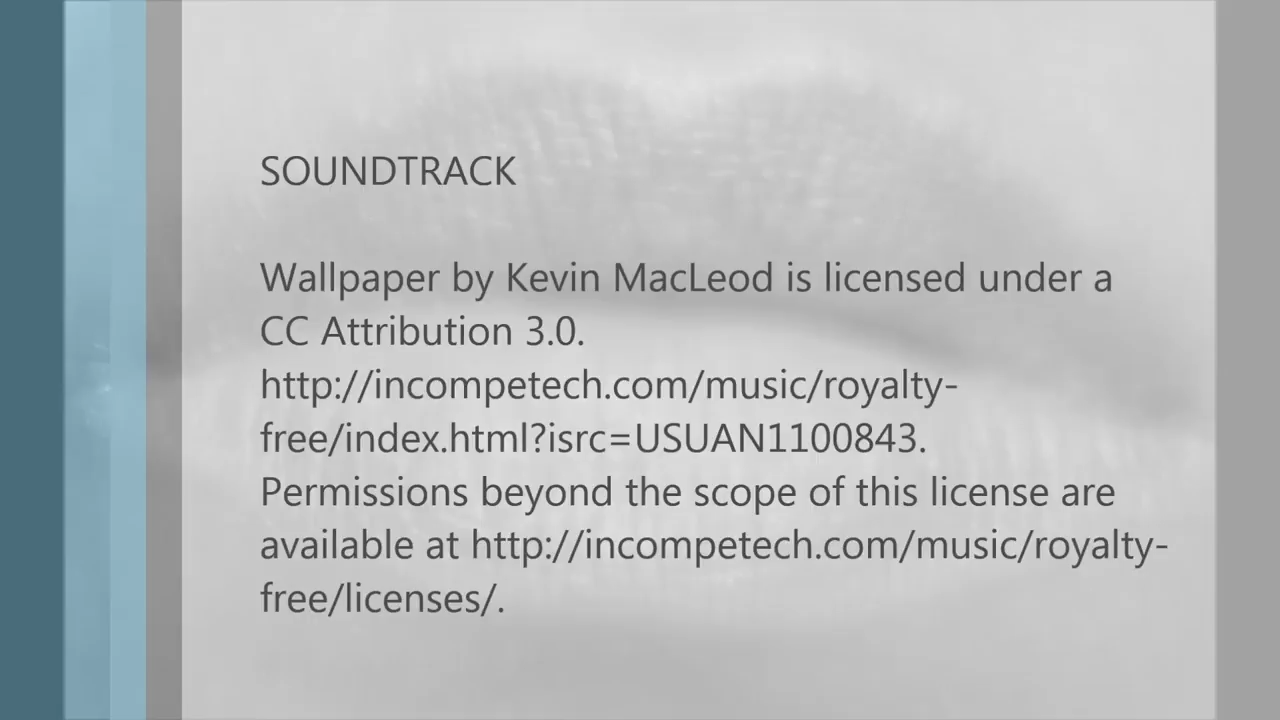 SOUNDTRACK
Wallpaper by Kevin MacLeod is licensed under a
CC Attribution 3.0.
http://incompetech.com/music/royalty-
free/index.html?isrc=USUAN1100843.
Permissions beyond the scope of this license are
available at http://incompetech.com/music/royalty-
free/licenses/.